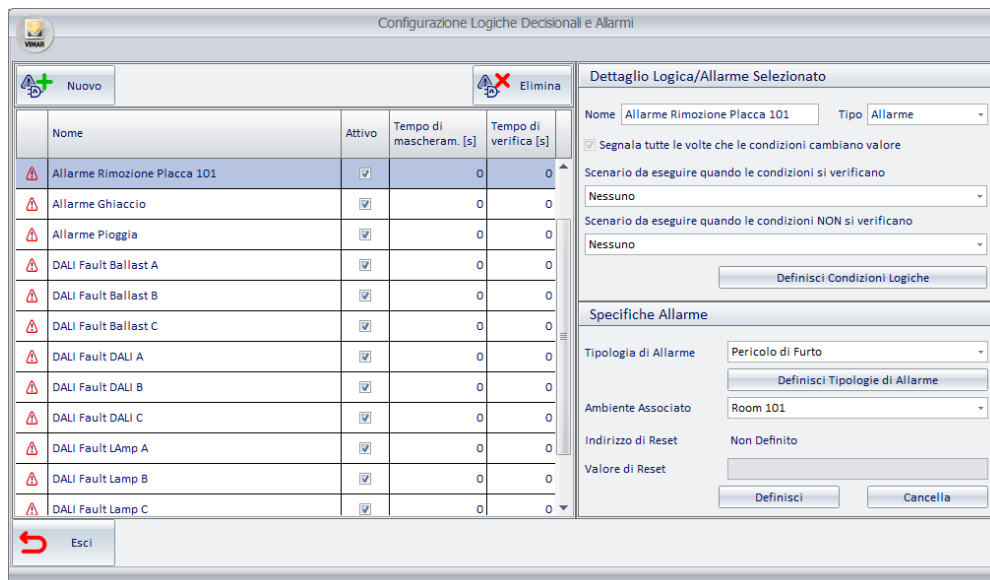 Configurazione Logiche Decisionali e Allarmi
VIMAR
Nuovo
Elimina
Nome Attivo Tempo di mascheram. [s] Tempo di verifica [s]
Allarme Rimozione Placca 101 0 0
Allarme Ghiaccio 0 0
Allarme Pioggia 0 0
DALI Fault Ballast A 0 0
DALI Fault Ballast B 0 0
DALI Fault Ballast C 0 0
DALI Fault DALI A 0 0
DALI Fault DALI B 0 0
DALI Fault DALI C 0 0
DALI Fault LAmp A 0 0
DALI Fault Lamp B 0 0
DALI Fault Lamp C 0 0
Esci
Dettaglio Logica/Allarme Selezionato
Nome Allarme Rimozione Placca 101 Tipo Allarme
Segnala tutte le volte che le condizioni cambiano valore
Scenario da eseguire quando le condizioni si verificano
Nessuno
Scenario da eseguire quando le condizioni NON si verificano
Nessuno
Definisci Condizioni Logiche
Specifiche Allarme
Tipologia di Allarme Pericolo di Furto
Definisci Tipologie di Allarme
Ambiente Associato Room 101
Indirizzo di Reset Non Definito
Valore di Reset
Definisci Cancella